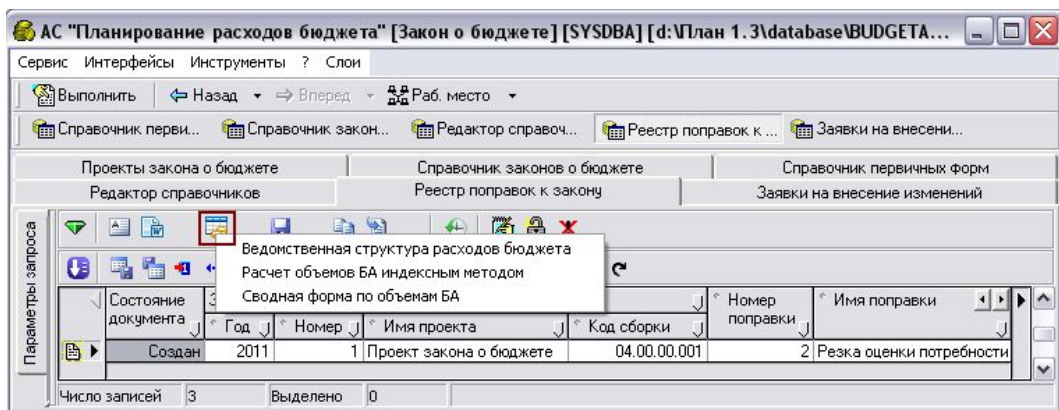 АС "Планирование расходов бюджета" [Закон о бюджете] [SYSDBA] [d:\План 1.3\database\BUDGETA...
Сервис Интерфейсы Инструменты ? Слои
Выполнить Назад Вперед Раб. место
Справочник перви... Справочник закон... Редактор справоч... Реестр поправок к ... Заявки на внесени...
Проекты закона о бюджете Справочник законов о бюджете Справочник первичных форм
Редактор справочников Реестр поправок к закону Заявки на внесение изменений
Параметры запроса
Ведомственная структура расходов бюджета
Расчет объемов БА индексным методом
Сводная форма по объемам БА
Состояние Номер Имя поправки
документа Год Номер Имя проекта Код сборки поправки
Создан 2011 1 Проект закона о бюджете 04.00.00.001 2 Резка оценки потребности
Число записей 3 Выделено 0